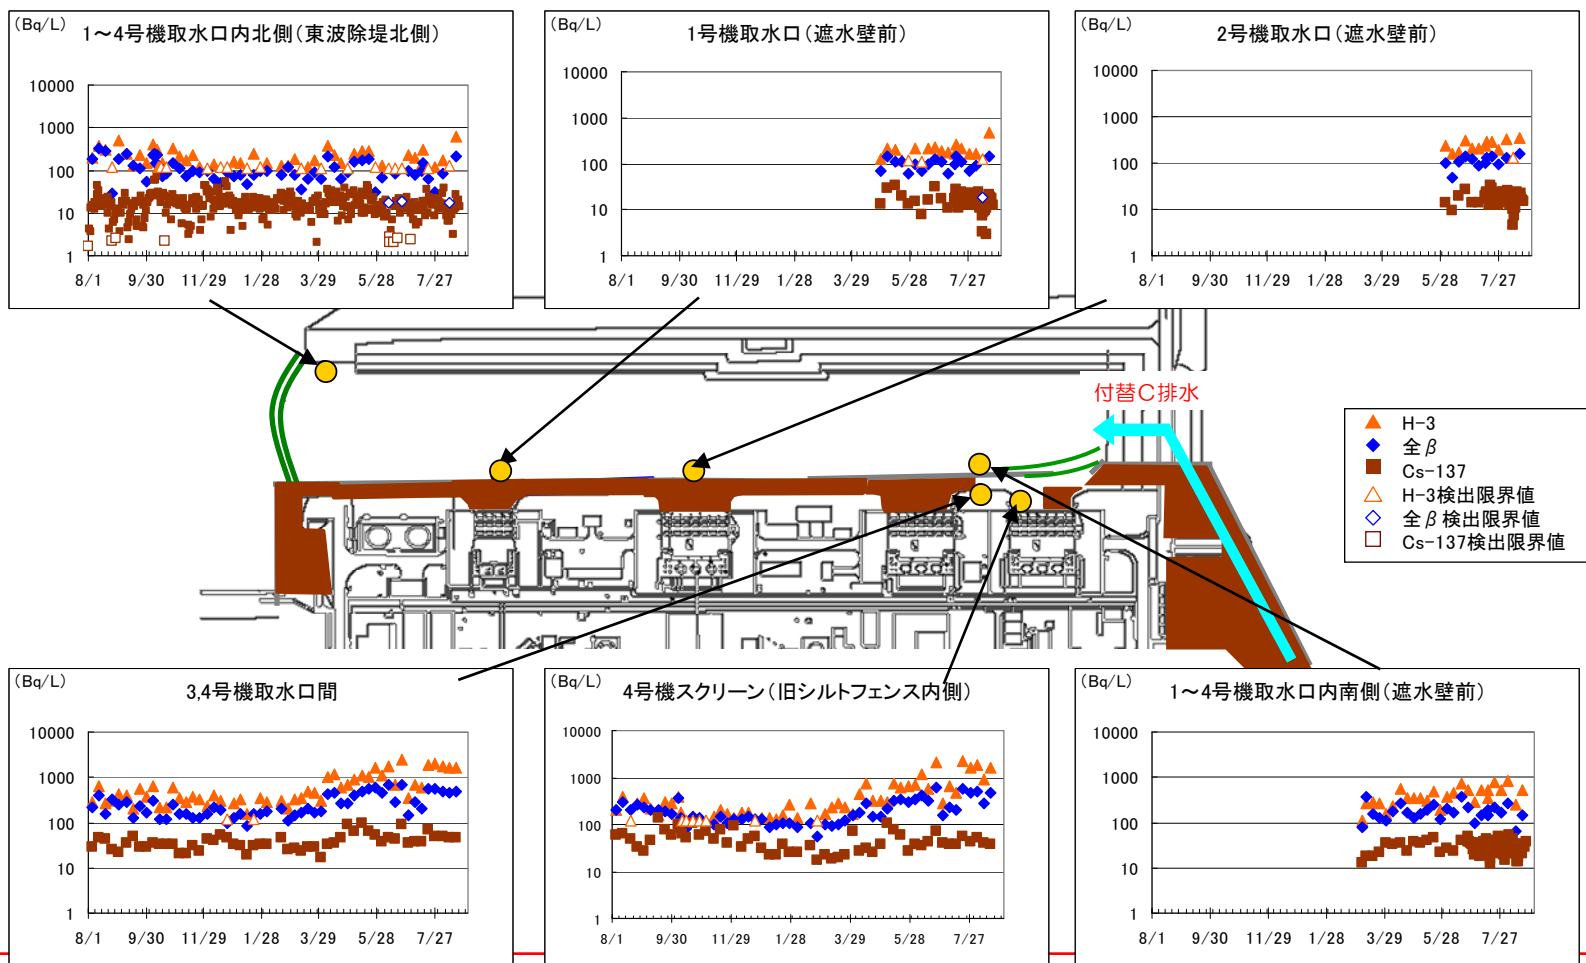 (Bq/L)
1～4号機取水口内北側(東波除堤北側)
10000
1000
100
10
1
8/1 9/30 11/29 1/28 3/29 5/28 7/27
(Bq/L)
1号機取水口(遮水壁前)
10000
1000
100
10
1
8/1 9/30 11/29 1/28 3/29 5/28 7/27
(Bq/L)
2号機取水口(遮水壁前)
10000
1000
100
10
1
8/1 9/30 11/29 1/28 3/29 5/28 7/27
付替C排水
H-3
全β
Cs-137
H-3検出限界値
全β検出限界値
Cs-137検出限界値
(Bq/L)
3,4号機取水口間
10000
1000
100
10
1
8/1 9/30 11/29 1/28 3/29 5/28 7/27
(Bq/L)
4号機スクリーン(旧シルトフェンス内側)
10000
1000
100
10
1
8/1 9/30 11/29 1/28 3/29 5/28 7/27
(Bq/L)
1～4号機取水口内南側(遮水壁前)
10000
1000
100
10
1
8/1 9/30 11/29 1/28 3/29 5/28 7/27